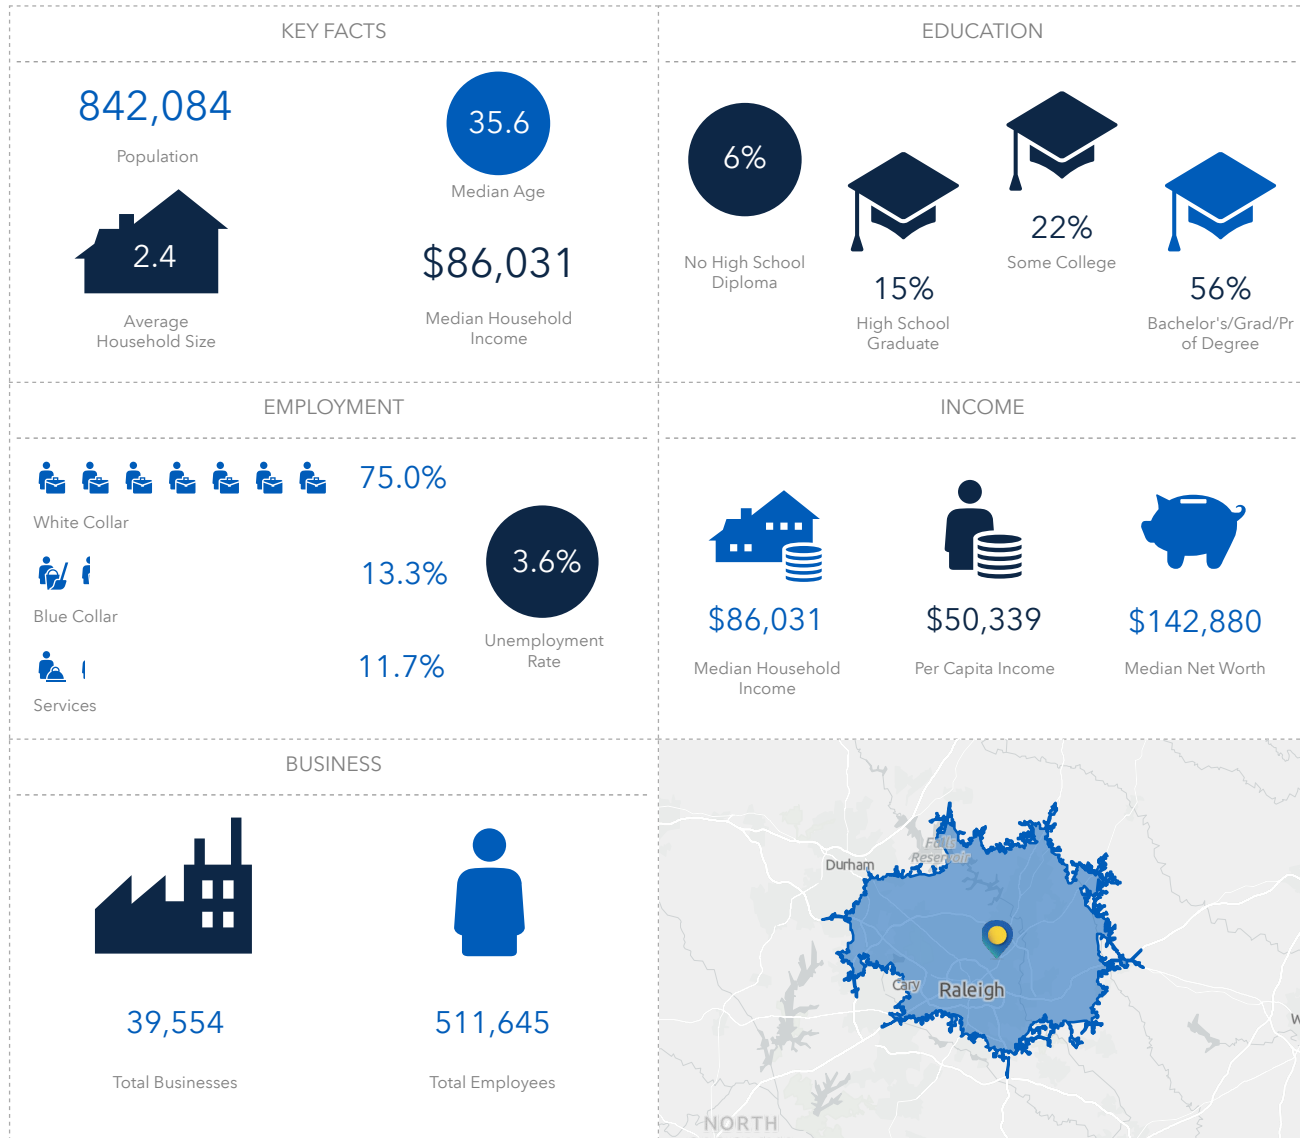 KEY FACTS
842,084
Population
35.6
Median Age
2.4
Average
Household Size
$86,031
Median Household
Income
EDUCATION
6%
No High School
Diploma
15%
High School
Graduate
22%
Some College
56%
Bachelor's/Grad/Pr
of Degree
EMPLOYMENT
75.0%
White Collar
13.3%
Blue Collar
11.7%
Services
3.6%
Unemployment
Rate
INCOME
$86,031
Median Household
Income
$50,339
Per Capita Income
$142,880
Median Net Worth
BUSINESS
39,554
Total Businesses
511,645
Total Employees
Falls
Reservoir
Durham
Cary
Raleigh
W
NORTH